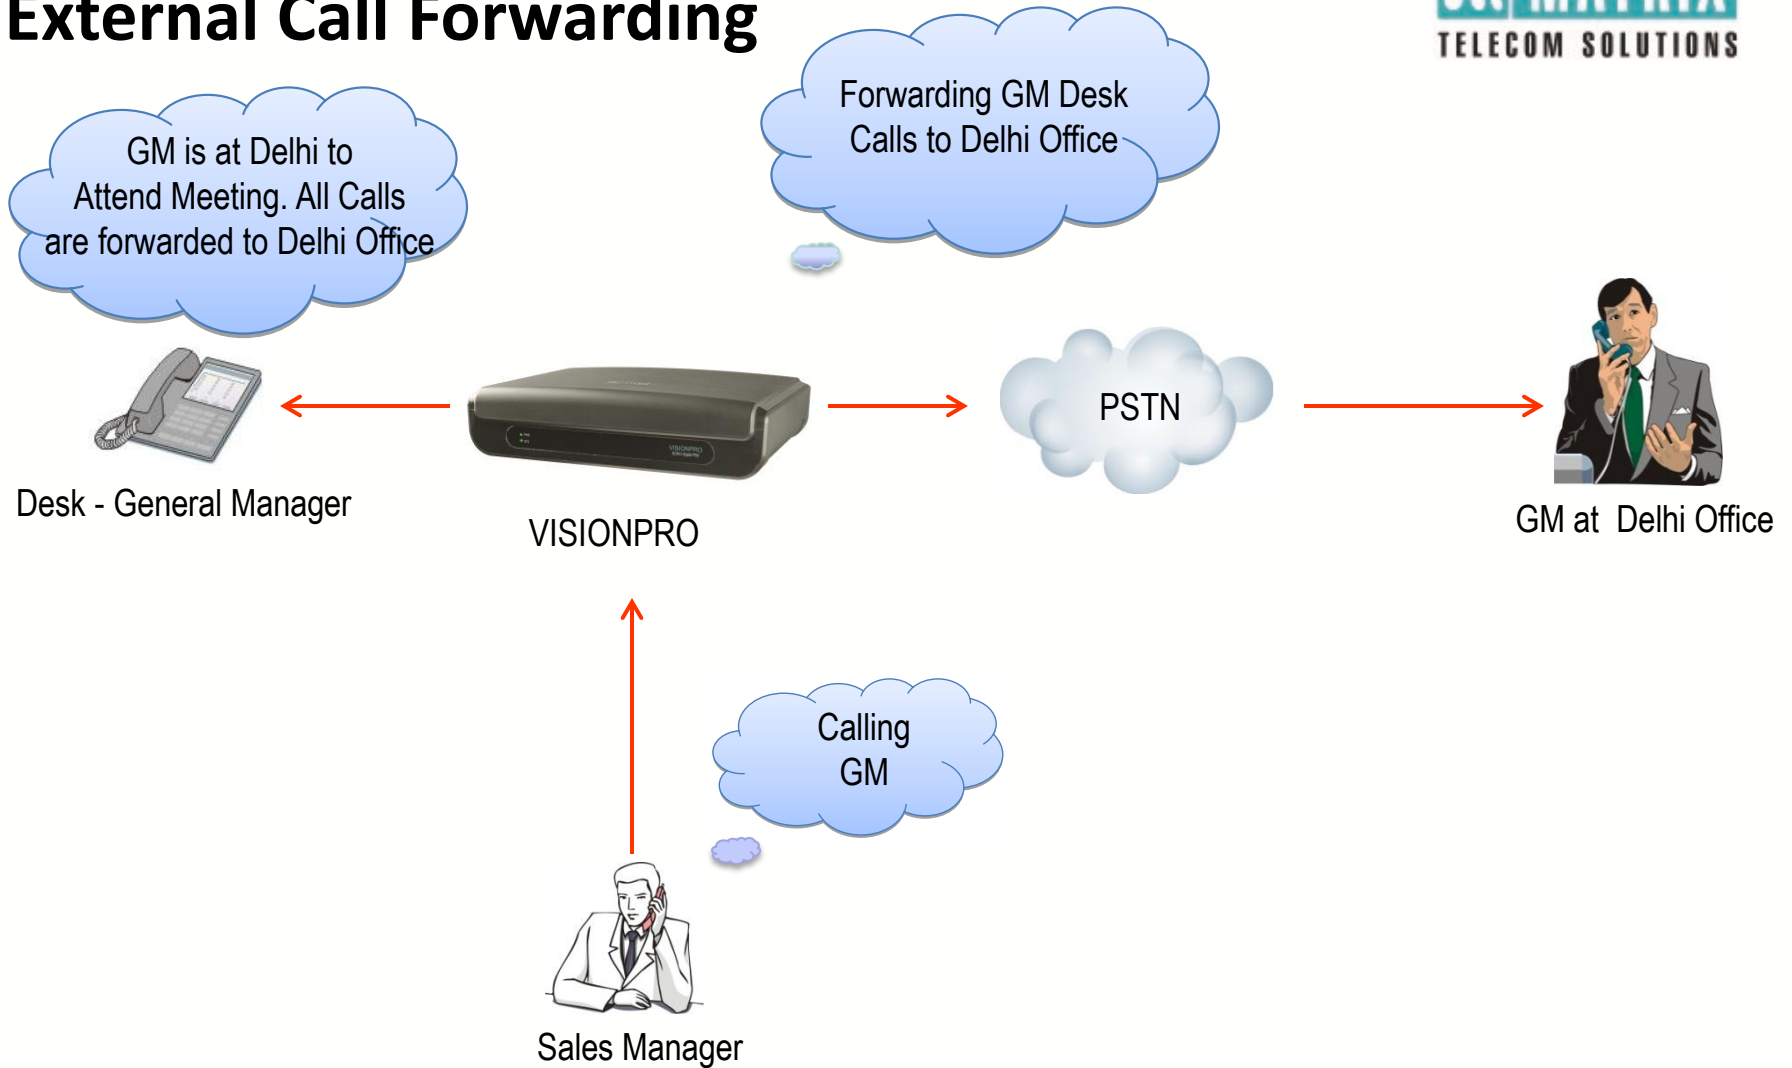 External Call Forwarding
MATRIX
TELECOM SOLUTIONS
Forwarding GM Desk
Calls to Delhi Office
GM is at Delhi to
Attend Meeting. All Calls
are forwarded to Delhi Office
PSTN
VISIONPRO
Desk - General Manager
VISIONPRO
GM at Delhi Office
Calling
GM
Sales Manager